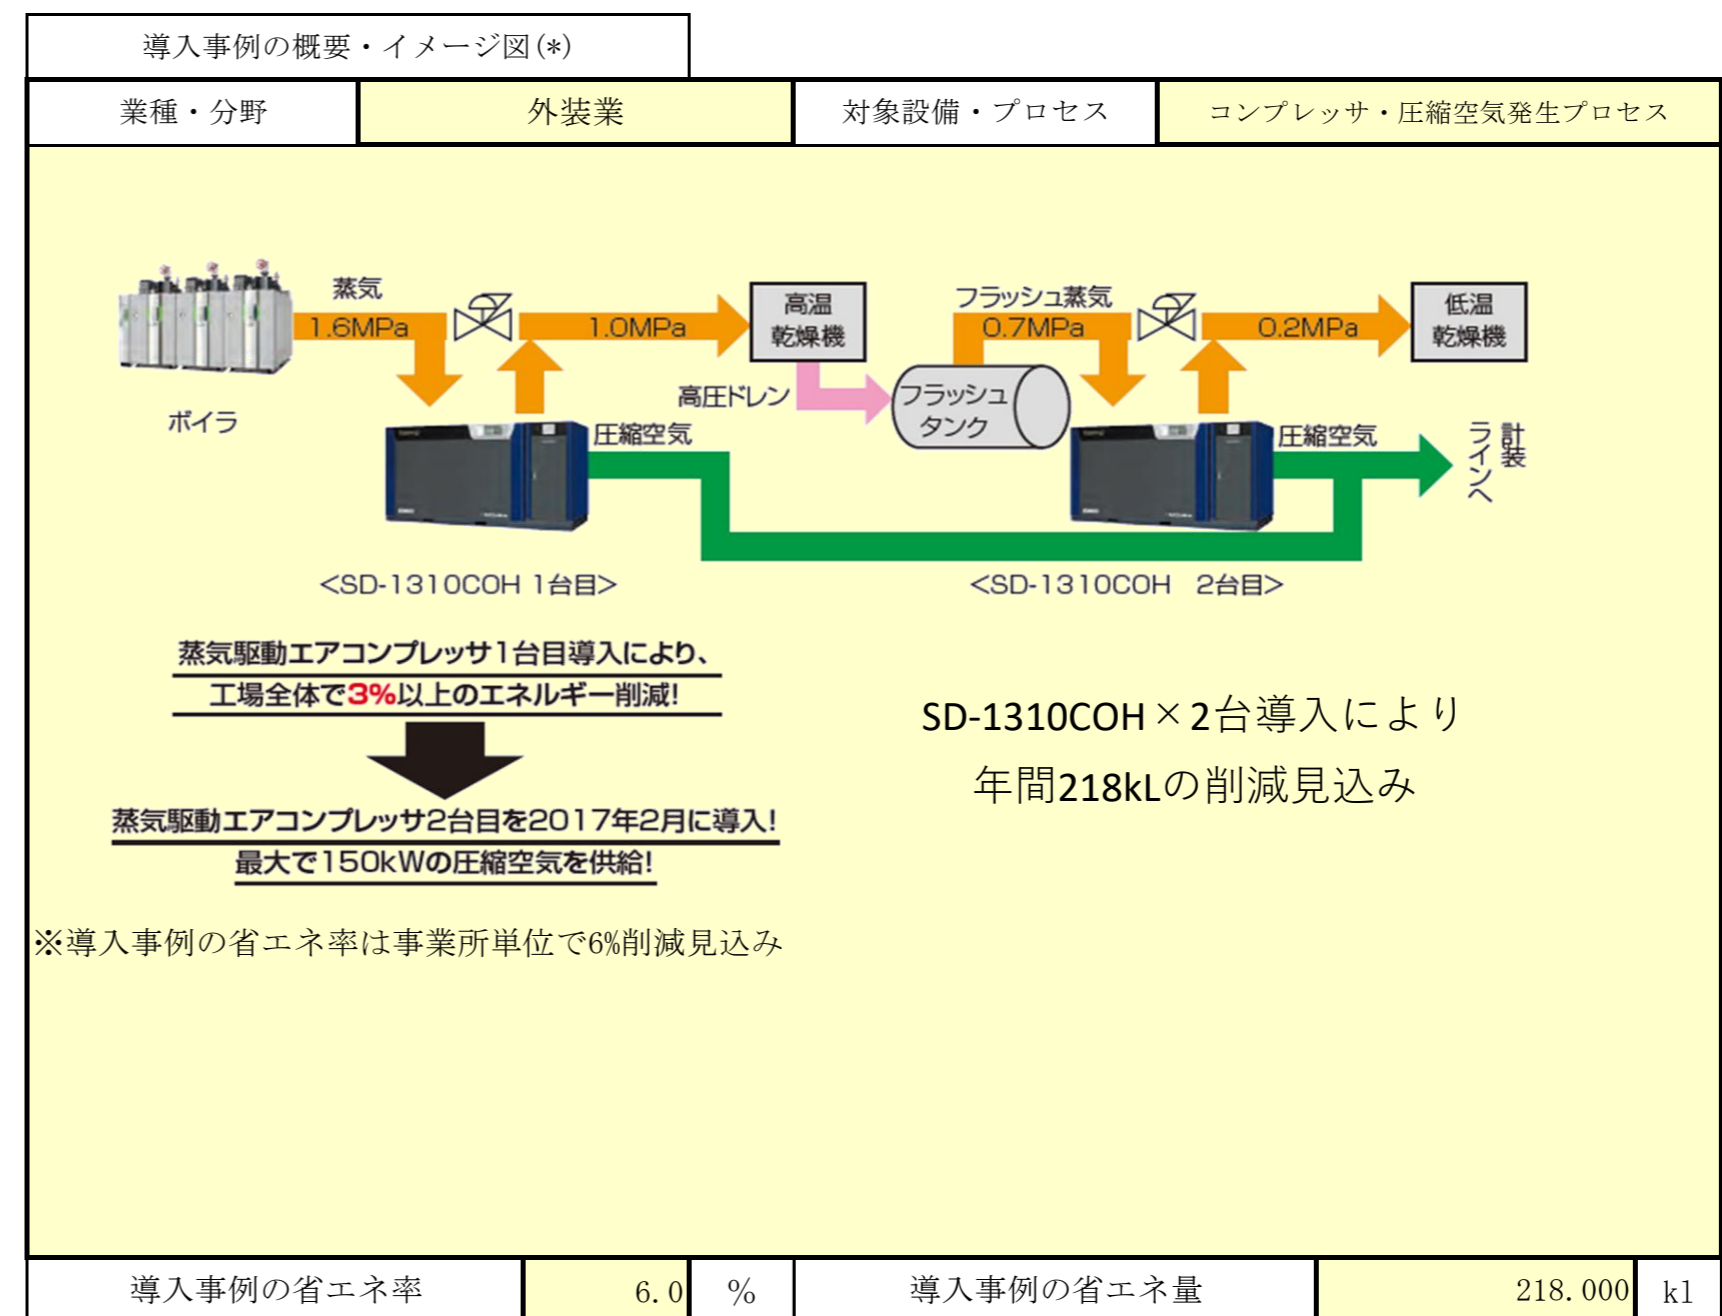 導入事例の概要・イメージ図(*)
業種・分野
外装業
対象設備・プロセス
コンプレッサ・圧縮空気発生プロセス
蒸気
1.6MPa
1.0MPa
高温
乾燥機
フラッシュ蒸気
0.7MPa
0.2MPa
低温
乾燥機
ボイラ
高圧ドレン
フラッシュ
タンク
圧縮空気
圧縮空気
計装
ラインへ
<SD-1310COH 1台目>
<SD-1310COH 2台目>
蒸気駆動エアコンプレッサ1台目導入により、
工場全体で3%以上のエネルギー削減!
蒸気駆動エアコンプレッサ2台目を2017年2月に導入!
最大で150kWの圧縮空気を供給!
SD-1310COH×2台導入により
年間218kLの削減見込み
※導入事例の省エネ率は事業所単位で6%削減見込み
導入事例の省エネ率
6.0
%
導入事例の省エネ量
218.000
kl